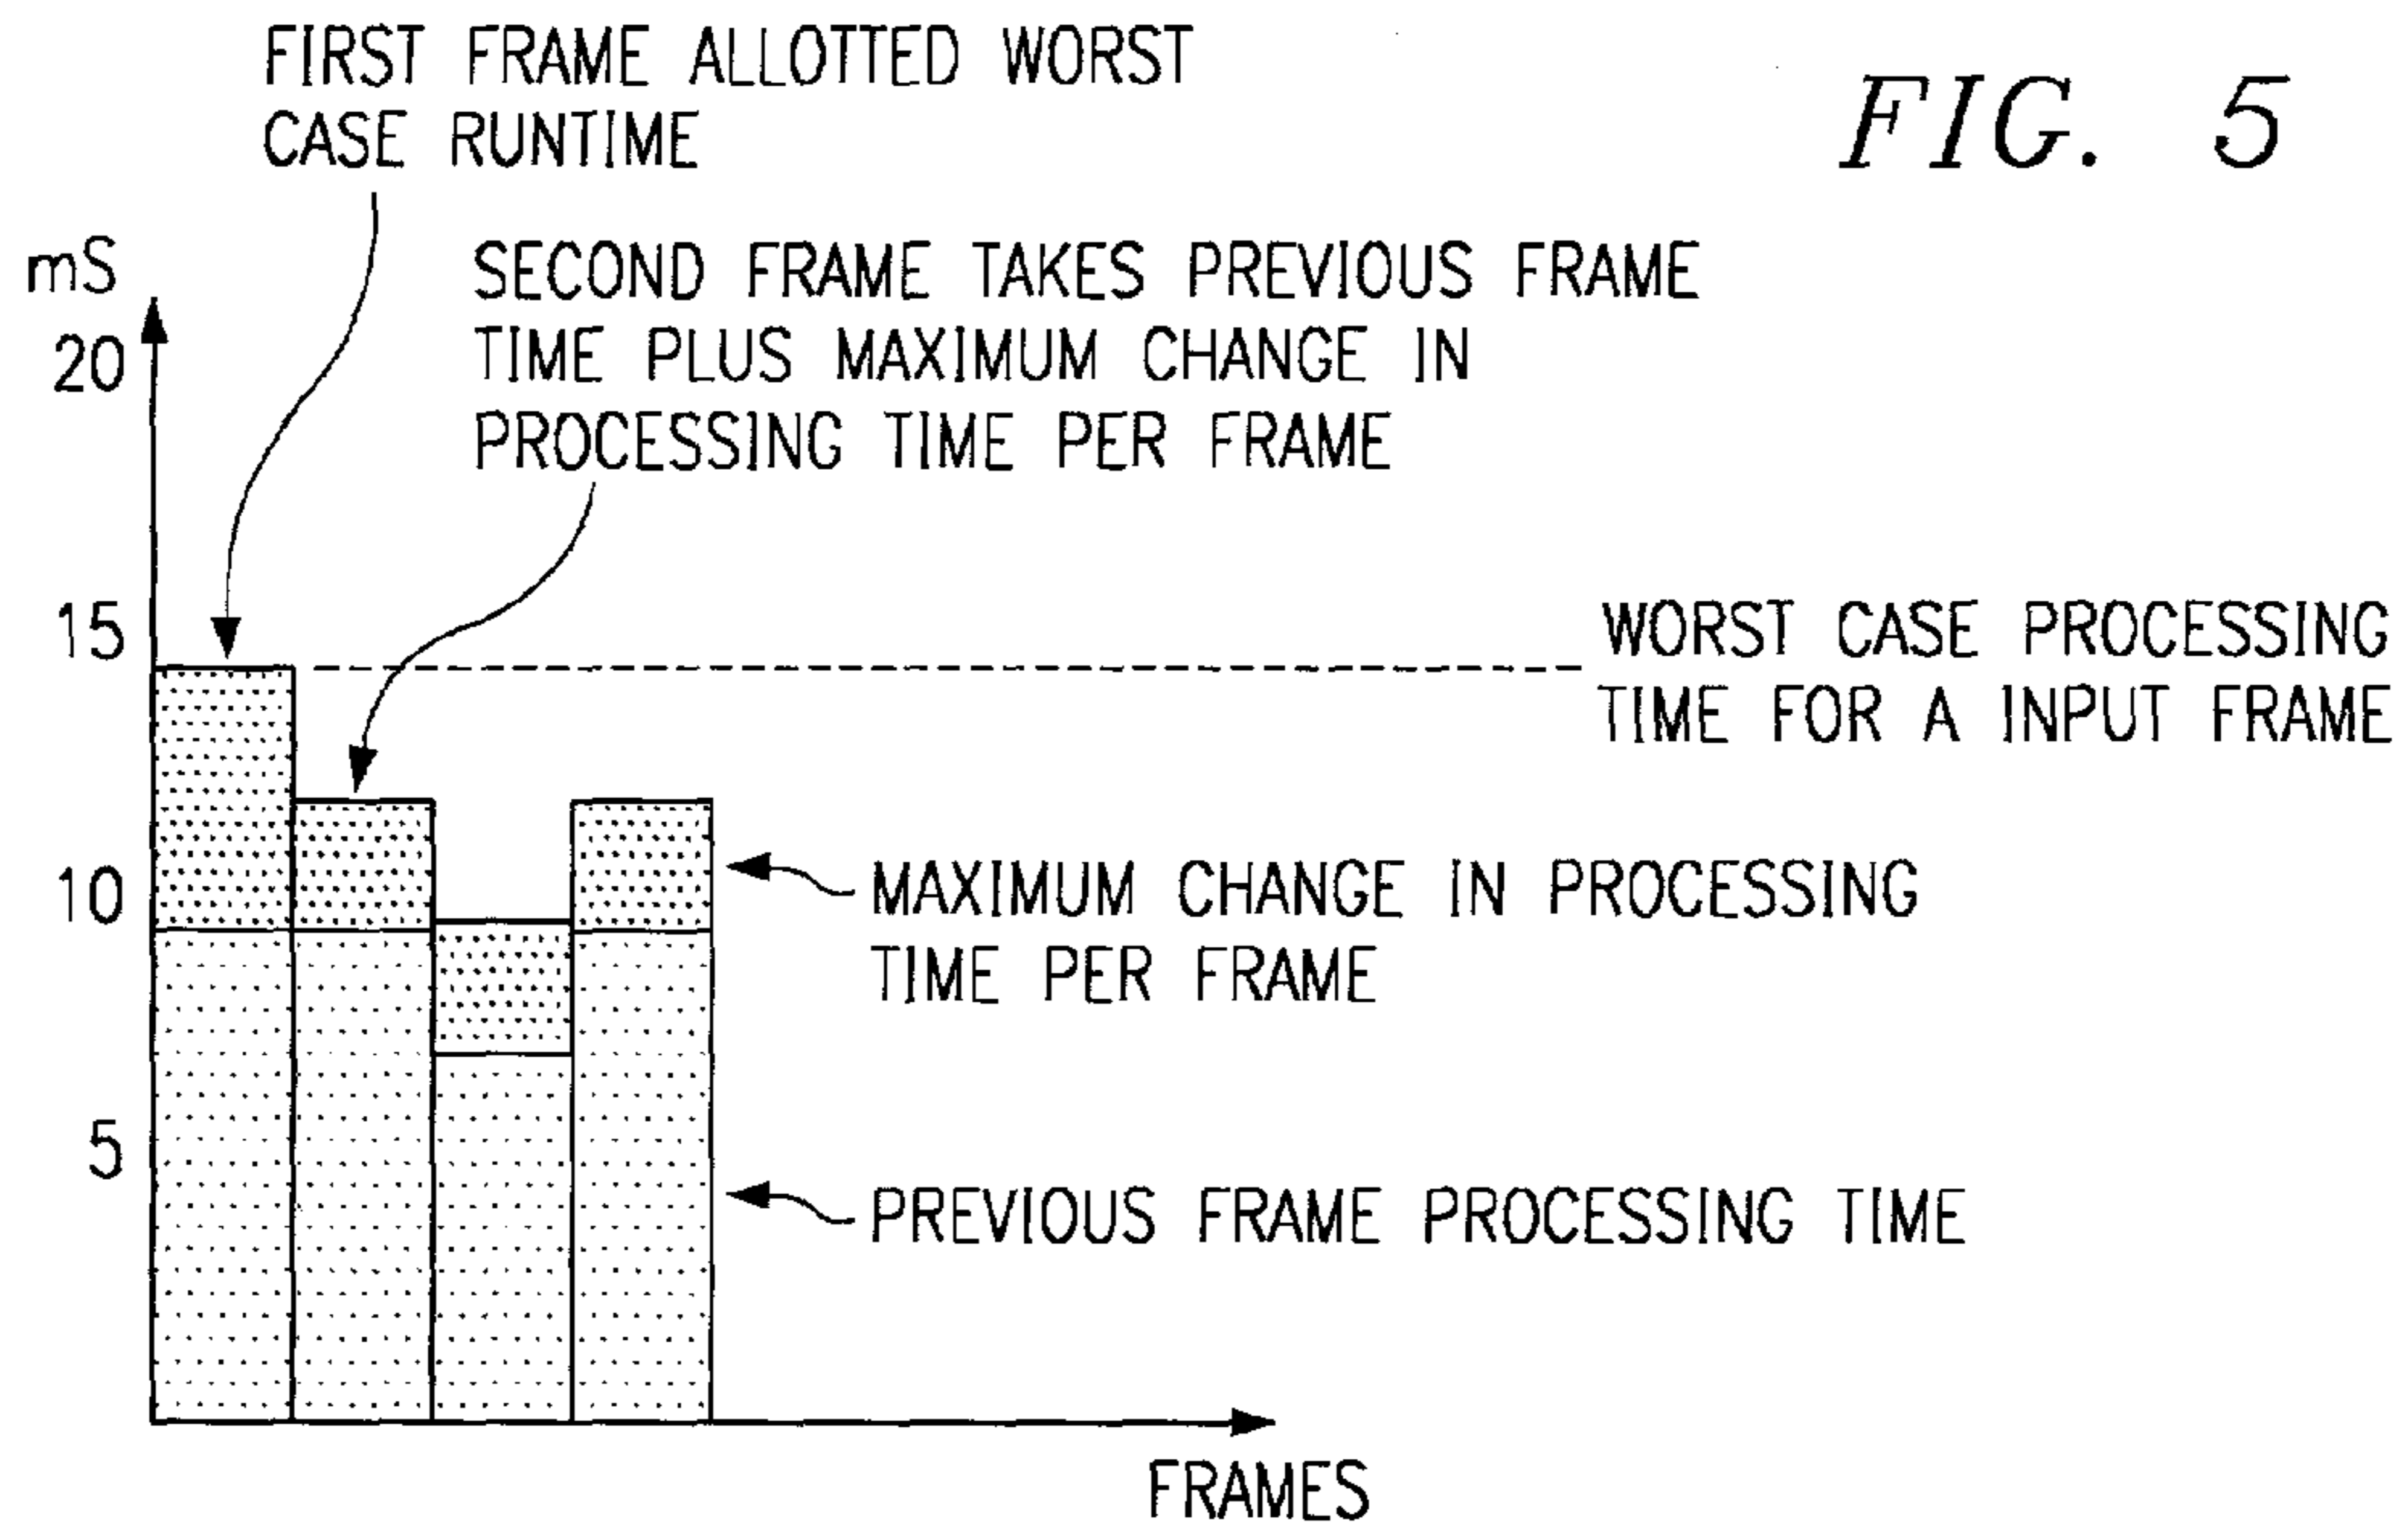 FIRST FRAME ALLOTTED WORST
CASE RUNTIME
FIG. 5
SECOND FRAME TAKES PREVIOUS FRAME
TIME PLUS MAXIMUM CHANGE IN
PROCESSING TIME PER FRAME
mS
20
15
10
5
WORST CASE PROCESSING
TIME FOR A INPUT FRAME
MAXIMUM CHANGE IN PROCESSING
TIME PER FRAME
PREVIOUS FRAME PROCESSING TIME
FRAMES